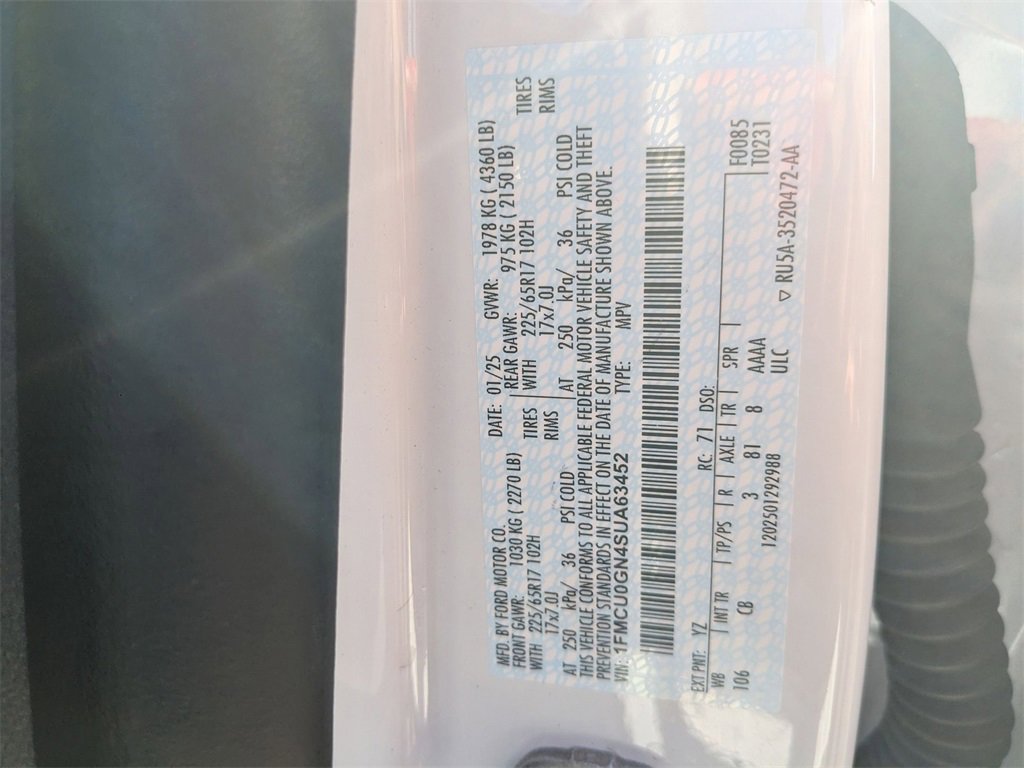 MFD. BY FORD MOTOR CO. DATE: 01/25 GVWR: 1978 KG ( 4360 LB)
FRONT GAWR: 1030 KG ( 2270 LB) REAR GAWR: 975 KG ( 2150 LB)
WITH 225/65R17 102H TIRES WITH 225/65R17 102H TIRES
17x7.0J RIMS 17x7.0J RIMS
AT 250 kPa/ 36 PSI COLD AT 250 kPa/ 36 PSI COLD
THIS VEHICLE CONFORMS TO ALL APPLICABLE FEDERAL MOTOR VEHICLE SAFETY AND THEFT
PREVENTION STANDARDS IN EFFECT ON THE DATE OF MANUFACTURE SHOWN ABOVE.
VIN: 1FMCU0GN4SUA63452 TYPE: MPV
EXT PNT: YZ RC: 71 DSO: F0085
WB INT TR TP/PS R AXLE TR SPR T0231
106 CB 3 81 8 AAAA
1202501292988 ULC ▽ RU5A-3520472-AA